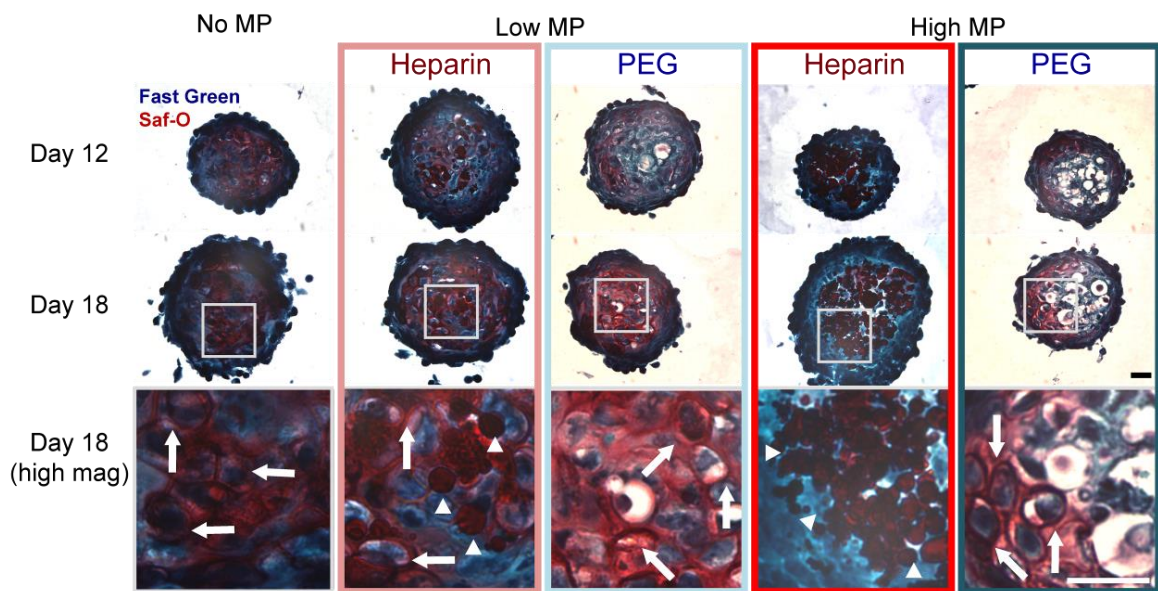 No MP
Low MP
High MP
Heparin
PEG
Heparin
PEG
Fast Green
Saf-O
Day 12
Day 18
Day 18
(high mag)